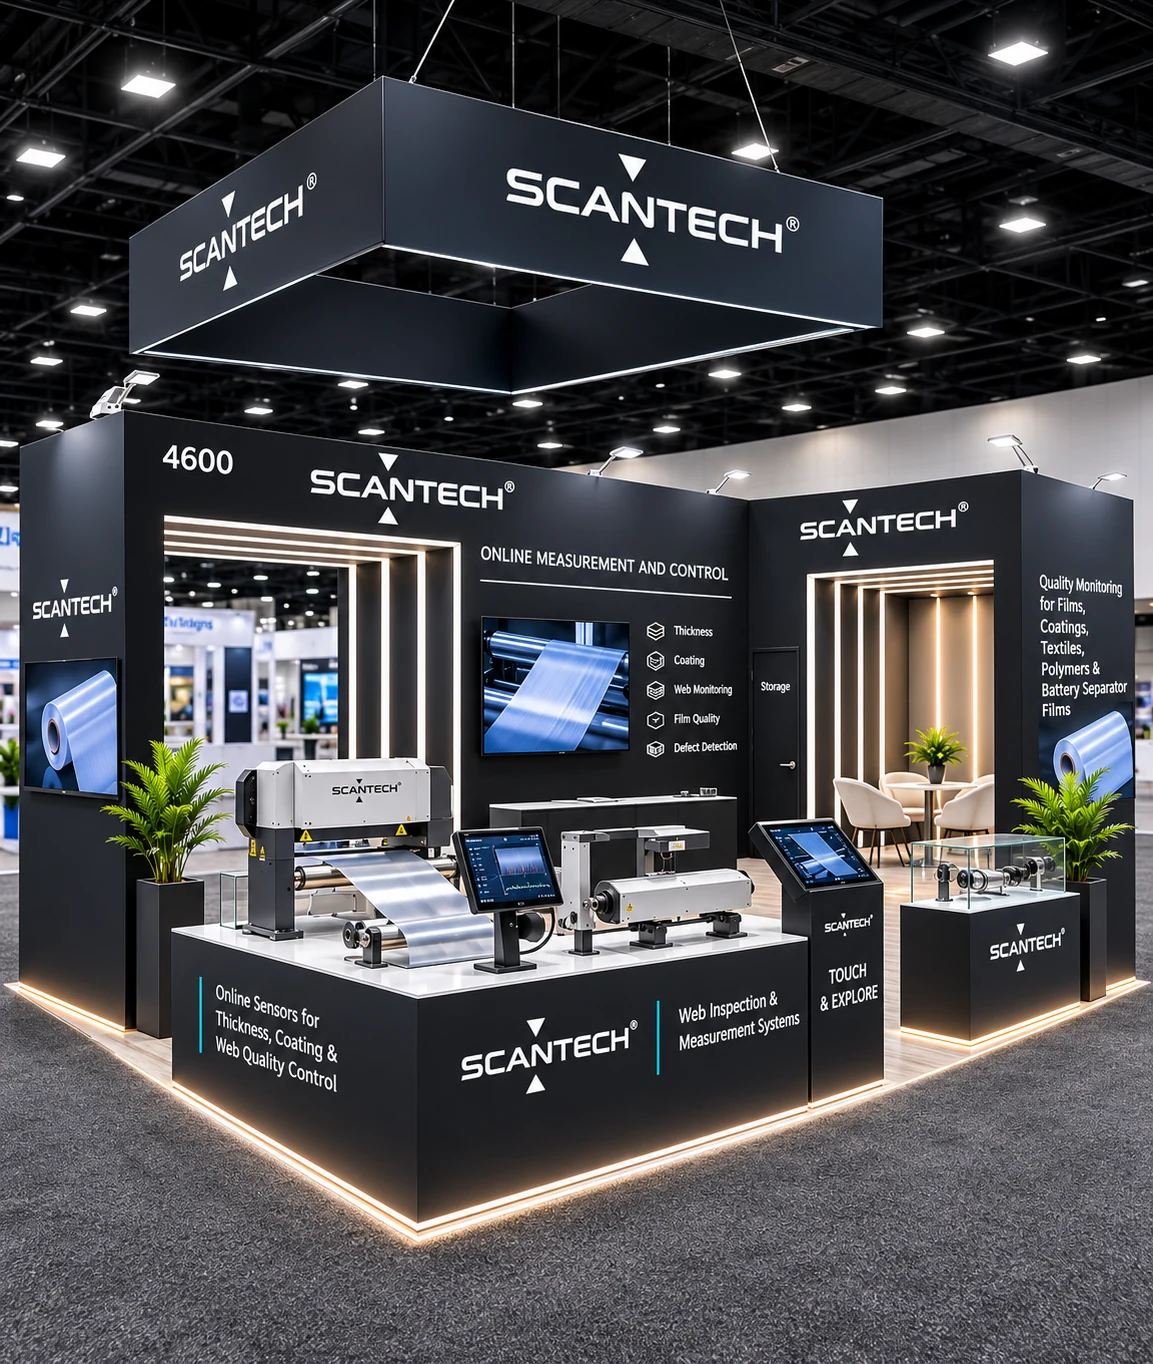 SCANTECH®
SCANTECH®
4600
SCANTECH®
SCANTECH®
SCANTECH®
ONLINE MEASUREMENT AND CONTROL
Thickness
Coating
Web Monitoring
Film Quality
Defect Detection
Storage
Quality Monitoring
for Films,
Coatings,
Textiles,
Polymers &
Battery Separator
Films
SCANTECH®
SCANTECH®
TOUCH
& EXPLORE
SCANTECH®
Online Sensors for
Thickness, Coating &
Web Quality Control
SCANTECH®
Web Inspection &
Measurement Systems